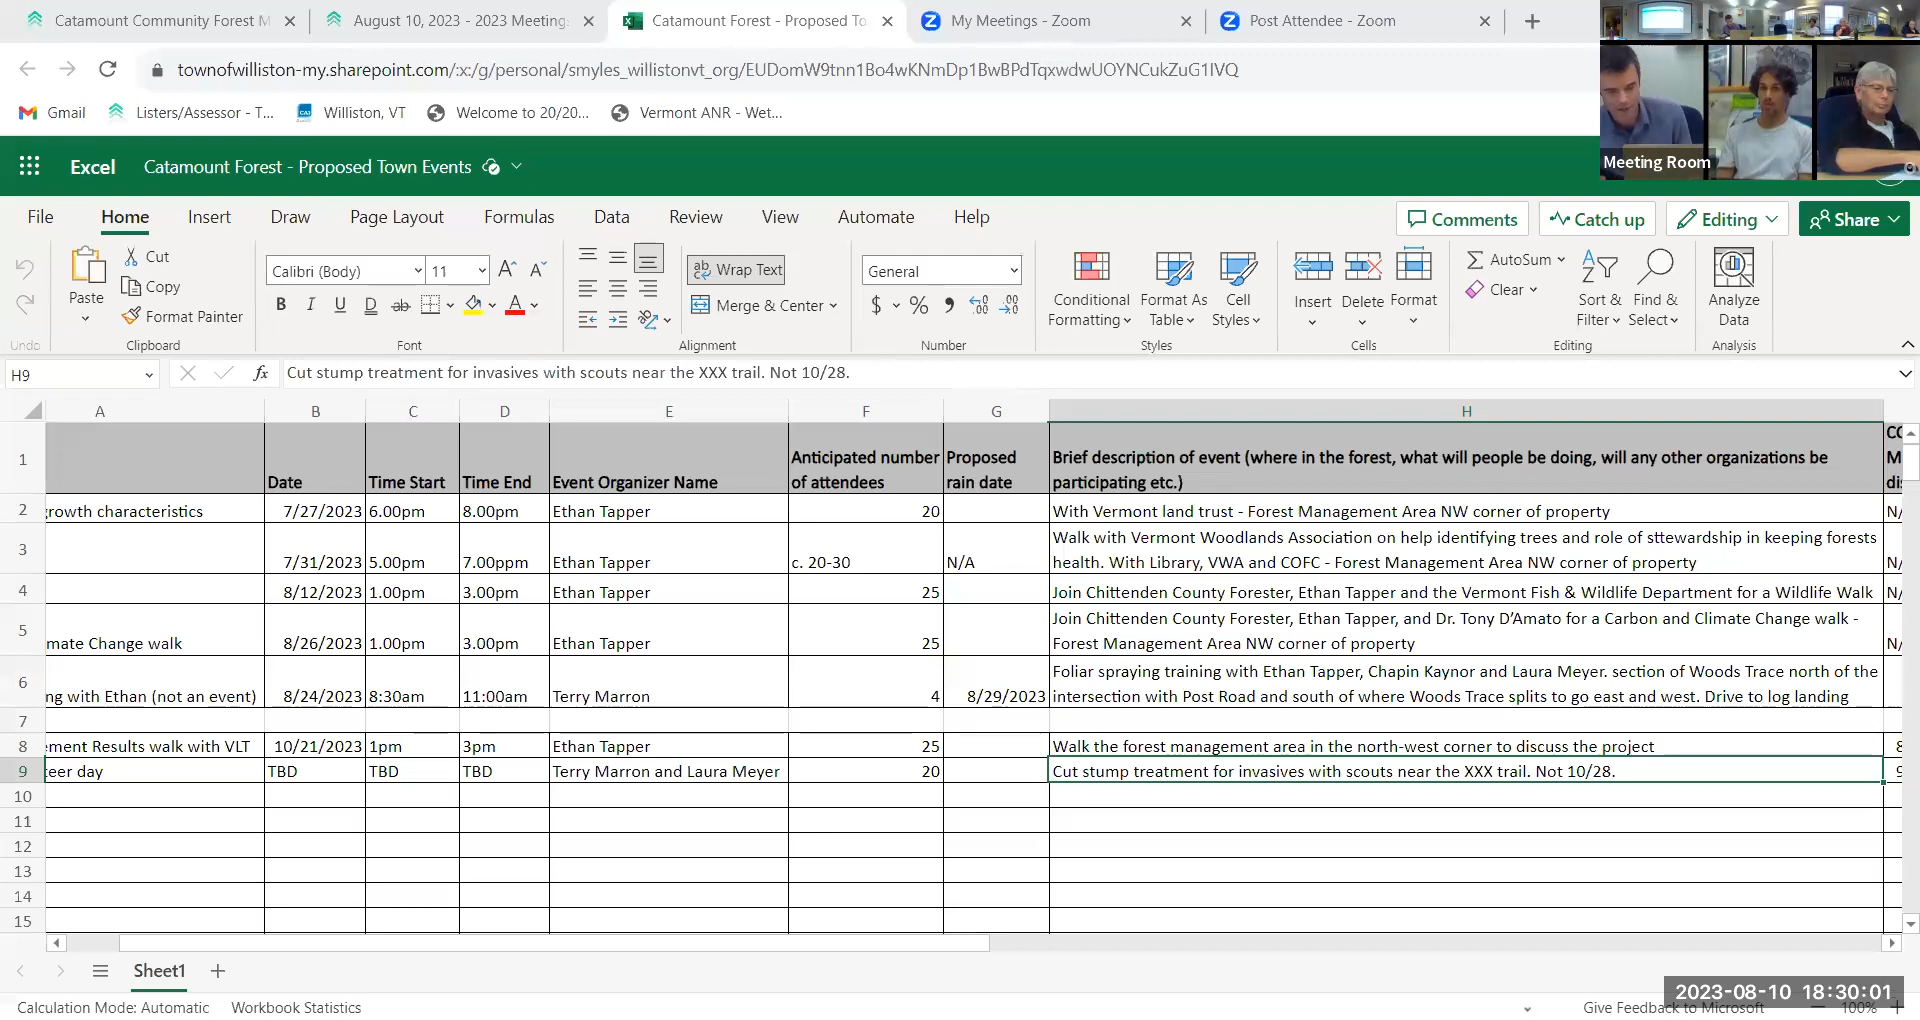 Catamount Community Forest M
August 10, 2023 - 2023 Meeting
Catamount Forest - Proposed To
My Meetings - Zoom
Post Attendee - Zoom
townofwilliston-my.sharepoint.com/:x:/g/personal/smyles_willistonvt_org/EUDomW9tnn1Bo4wKNmDp1BwBPdTqxwdwUOYNCukZuG1IVQ
Gmail
Listers/Assessor - T...
Williston, VT
Welcome to 20/20...
Vermont ANR - Wet...
Meeting Room
Excel
Catamount Forest - Proposed Town Events
File
Home
Insert
Draw
Page Layout
Formulas
Data
Review
View
Automate
Help
Comments
Catch up
Editing
Share
Undo
Paste
Cut
Copy
Format Painter
Clipboard
Calibri (Body)
11
Font
Wrap Text
Merge & Center
Alignment
General
Number
Conditional Formatting
Format As Table
Cell Styles
Styles
Insert
Delete
Format
Cells
AutoSum
Clear
Sort & Filter
Find & Select
Editing
Analyze Data
Analysis
H9
fx
Cut stump treatment for invasives with scouts near the XXX trail. Not 10/28.
A B C D E F G H
1 Date Time Start Time End Event Organizer Name Anticipated number of attendees Proposed rain date Brief description of event (where in the forest, what will people be doing, will any other organizations be participating etc.)
2 rowth characteristics 7/27/2023 6.00pm 8.00pm Ethan Tapper 20 With Vermont land trust - Forest Management Area NW corner of property N/
3 7/31/2023 5.00pm 7.00ppm Ethan Tapper c. 20-30 N/A Walk with Vermont Woodlands Association on help identifying trees and role of sttewardship in keeping forests health. With Library, VWA and COFC - Forest Management Area NW corner of property N/
4 8/12/2023 1.00pm 3.00pm Ethan Tapper 25 Join Chittenden County Forester, Ethan Tapper and the Vermont Fish & Wildlife Department for a Wildlife Walk N/
5 mate Change walk 8/26/2023 1.00pm 3.00pm Ethan Tapper 25 Join Chittenden County Forester, Ethan Tapper, and Dr. Tony D'Amato for a Carbon and Climate Change walk - Forest Management Area NW corner of property N/
6 ng with Ethan (not an event) 8/24/2023 8:30am 11:00am Terry Marron 4 8/29/2023 Foliar spraying training with Ethan Tapper, Chapin Kaynor and Laura Meyer. section of Woods Trace north of the intersection with Post Road and south of where Woods Trace splits to go east and west. Drive to log landing
7
8 ement Results walk with VLT 10/21/2023 1pm 3pm Ethan Tapper 25 Walk the forest management area in the north-west corner to discuss the project 8
9 eer day TBD TBD TBD Terry Marron and Laura Meyer 20 Cut stump treatment for invasives with scouts near the XXX trail. Not 10/28. 9
10
11
12
13
14
15
Sheet1
Calculation Mode: Automatic
Workbook Statistics
2023-08-10 18:30:01
Give Feedback to Microsoft
100%